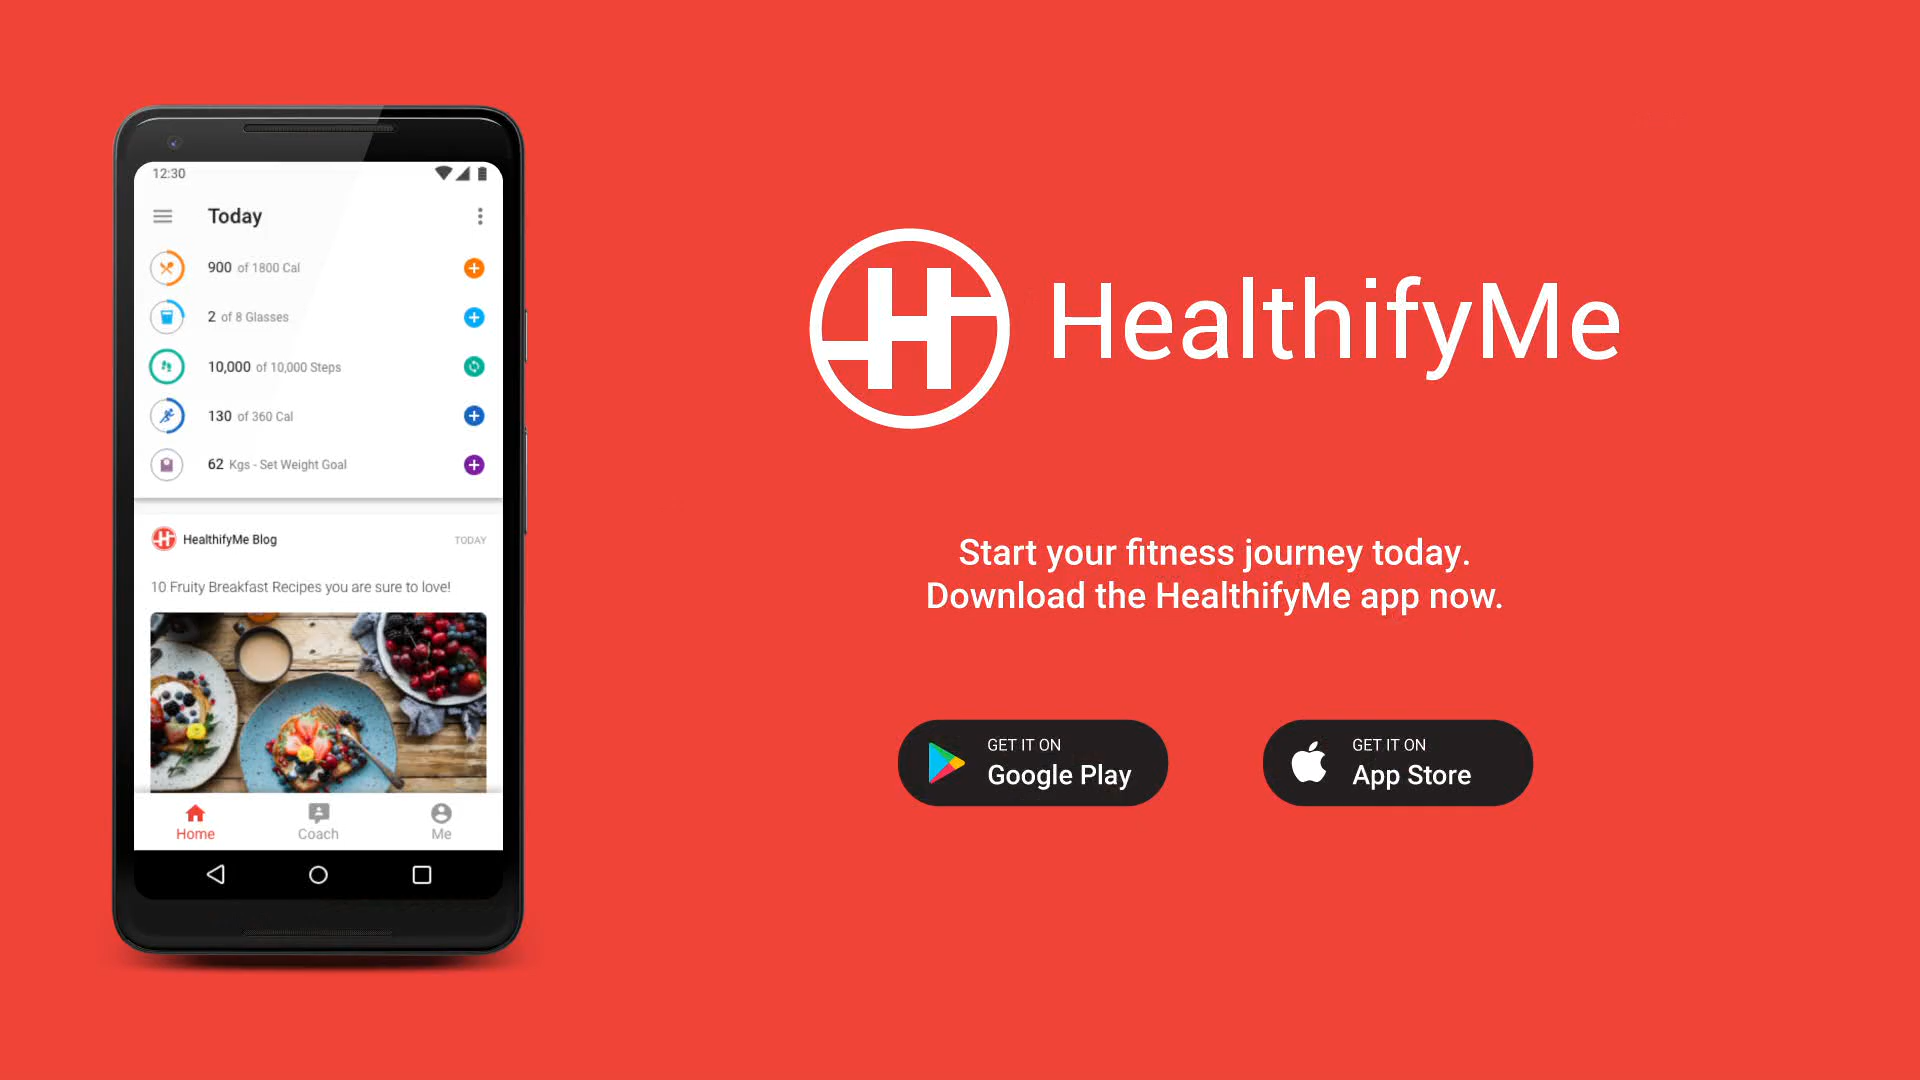 12:30
Today
900 of 1800 Cal
2 of 8 Glasses
10,000 of 10,000 Steps
130 of 360 Cal
62 Kgs - Set Weight Goal
HealthifyMe Blog TODAY
10 Fruity Breakfast Recipes you are sure to love!
Home Coach Me
HealthifyMe
Start your fitness journey today.
Download the HealthifyMe app now.
GET IT ON
Google Play
GET IT ON
App Store